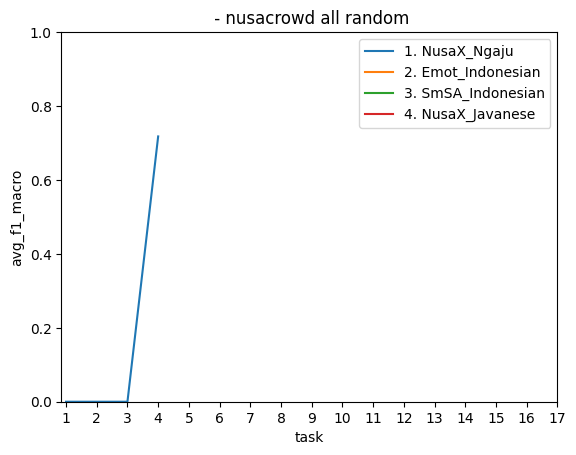 - nusacrowd all random
1.0
0.8
0.6
0.4
0.2
0.0
avg_f1_macro
1. NusaX_Ngaju
2. Emot_Indonesian
3. SmSA_Indonesian
4. NusaX_Javanese
1 2 3 4 5 6 7 8 9 10 11 12 13 14 15 16 17
task